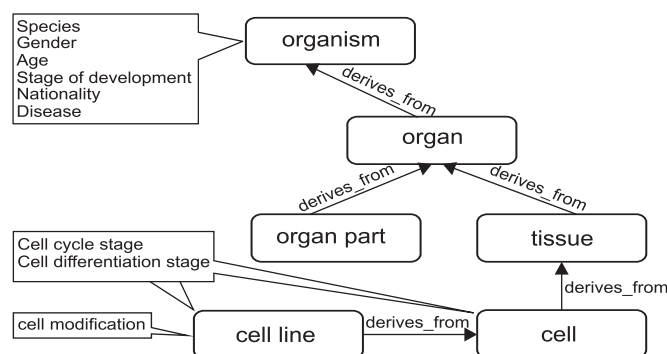 Species
Gender
Age
Stage of development
Nationality
Disease
organism
derives_from
organ
derives_from
derives_from
organ part
tissue
Cell cycle stage
Cell differentiation stage
derives_from
cell modification
cell line
derives_from
cell